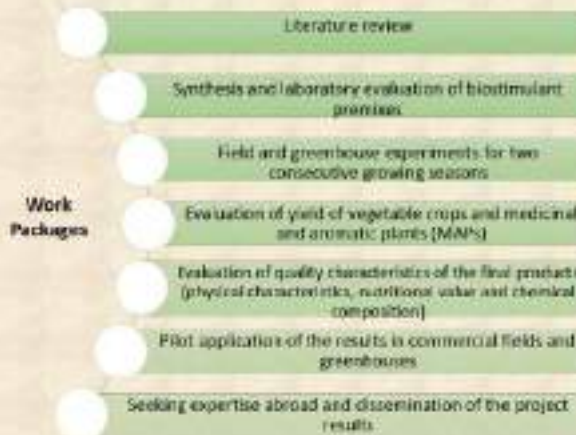 Literature review
Synthesis and laboratory evaluation of biostimulant
premixes
Field and greenhouse experiments for two
consecutive growing seasons
Work
Packages
Evaluation of yield of vegetable crops and medicinal
and aromatic plants (MAPs)
Evaluation of quality characteristics of the final product
(physical characteristics, nutritional value and chemical
composition)
Pilot application of the results in commercial fields and
greenhouses
Seeking expertise abroad and dissemination of the project
results